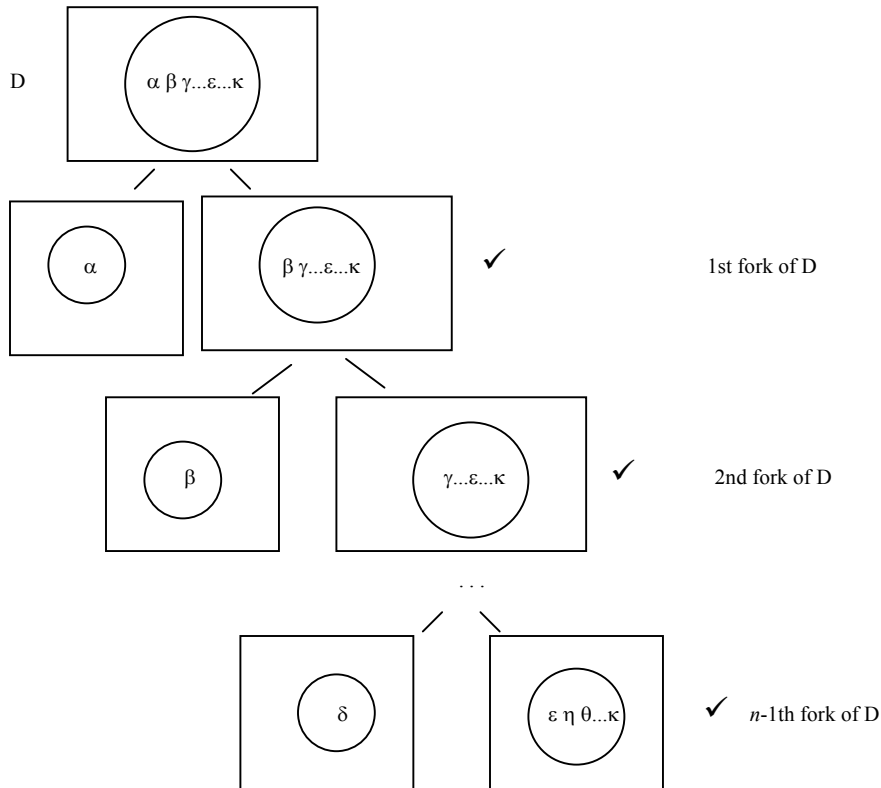 D
α β γ...ε...κ
α
β γ...ε...κ
✓
1st fork of D
β
γ...ε...κ
✓
2nd fork of D
. . .
δ
ε η θ...κ
✓
n-1th fork of D